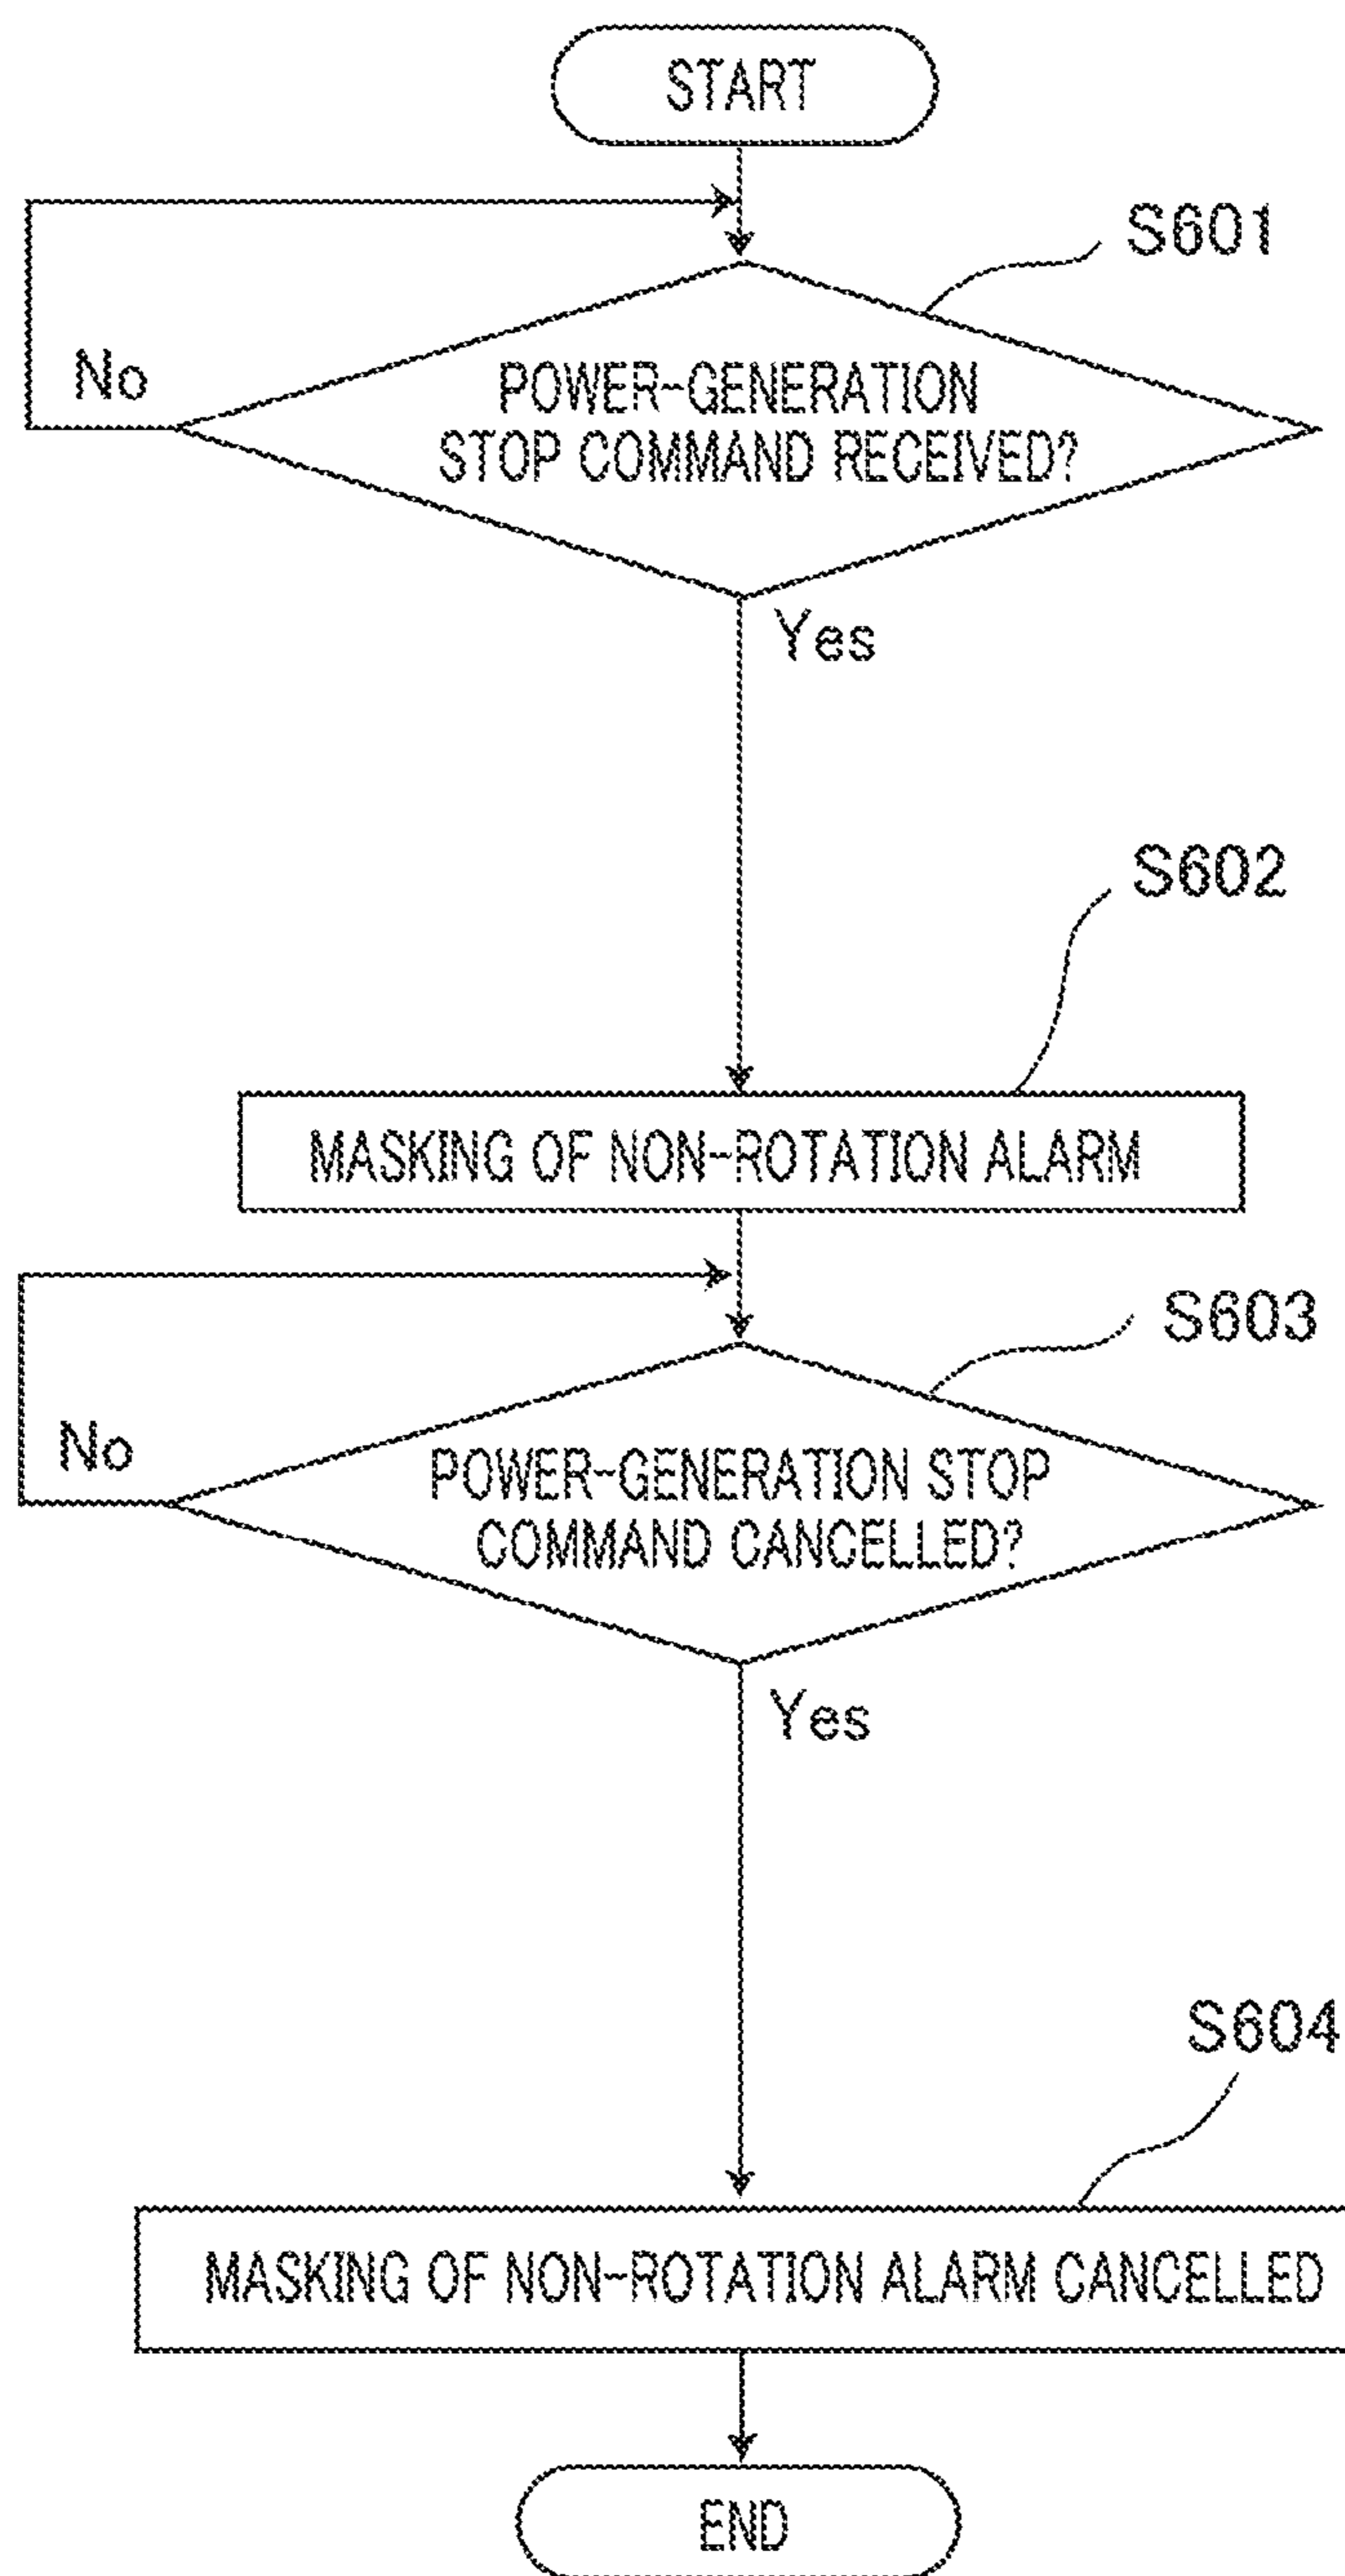 START
S601
No
POWER-GENERATION
STOP COMMAND RECEIVED?
Yes
S602
MASKING OF NON-ROTATION ALARM
S603
No
POWER-GENERATION STOP
COMMAND CANCELLED?
Yes
S604
MASKING OF NON-ROTATION ALARM CANCELLED
END